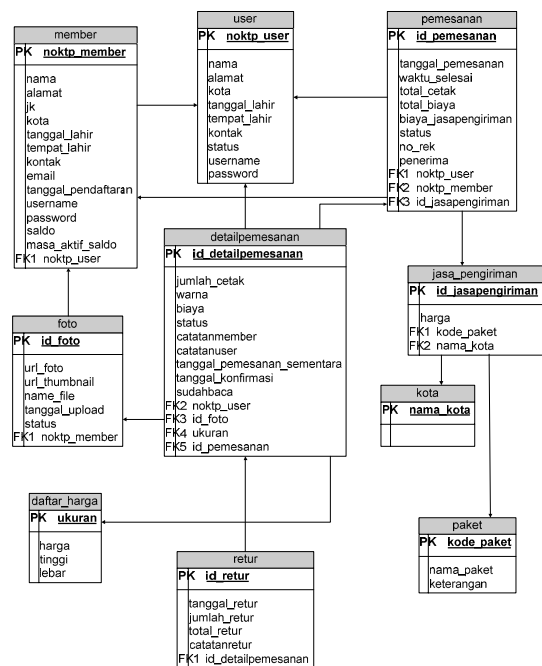 member
PK noktp_member
nama
alamat
jk
kota
tanggal_lahir
tempat_lahir
kontak
email
tanggal_pendaftaran
username
password
saldo
masa_aktif_saldo
FK1 noktp_user
user
PK noktp_user
nama
alamat
kota
tanggal_lahir
tempat_lahir
kontak
status
username
password
pemesanan
PK id_pemesanan
tanggal_pemesanan
waktu_selesai
total_cetak
total_biaya
biaya_jasapengiriman
status
no_rek
penerima
FK1 noktp_user
FK2 noktp_member
FK3 id_jasapengiriman
detailpemesanan
PK id_detailpemesanan
jumlah_cetak
warna
biaya
status
catatanmember
catatanuser
tanggal_pemesanan_sementara
tanggal_konfirmasi
sudahbaca
FK2 noktp_user
FK3 id_foto
FK4 ukuran
FK5 id_pemesanan
jasa_pengiriman
PK id_jasapengiriman
harga
FK1 kode_paket
FK2 nama_kota
foto
PK id_foto
url_foto
url_thumbnail
name_file
tanggal_upload
status
FK1 noktp_member
kota
PK nama_kota
daftar_harga
PK ukuran
harga
tinggi
lebar
paket
PK kode_paket
nama_paket
keterangan
retur
PK id_retur
tanggal_retur
jumlah_retur
total_retur
catatanretur
FK1 id_detailpemesanan